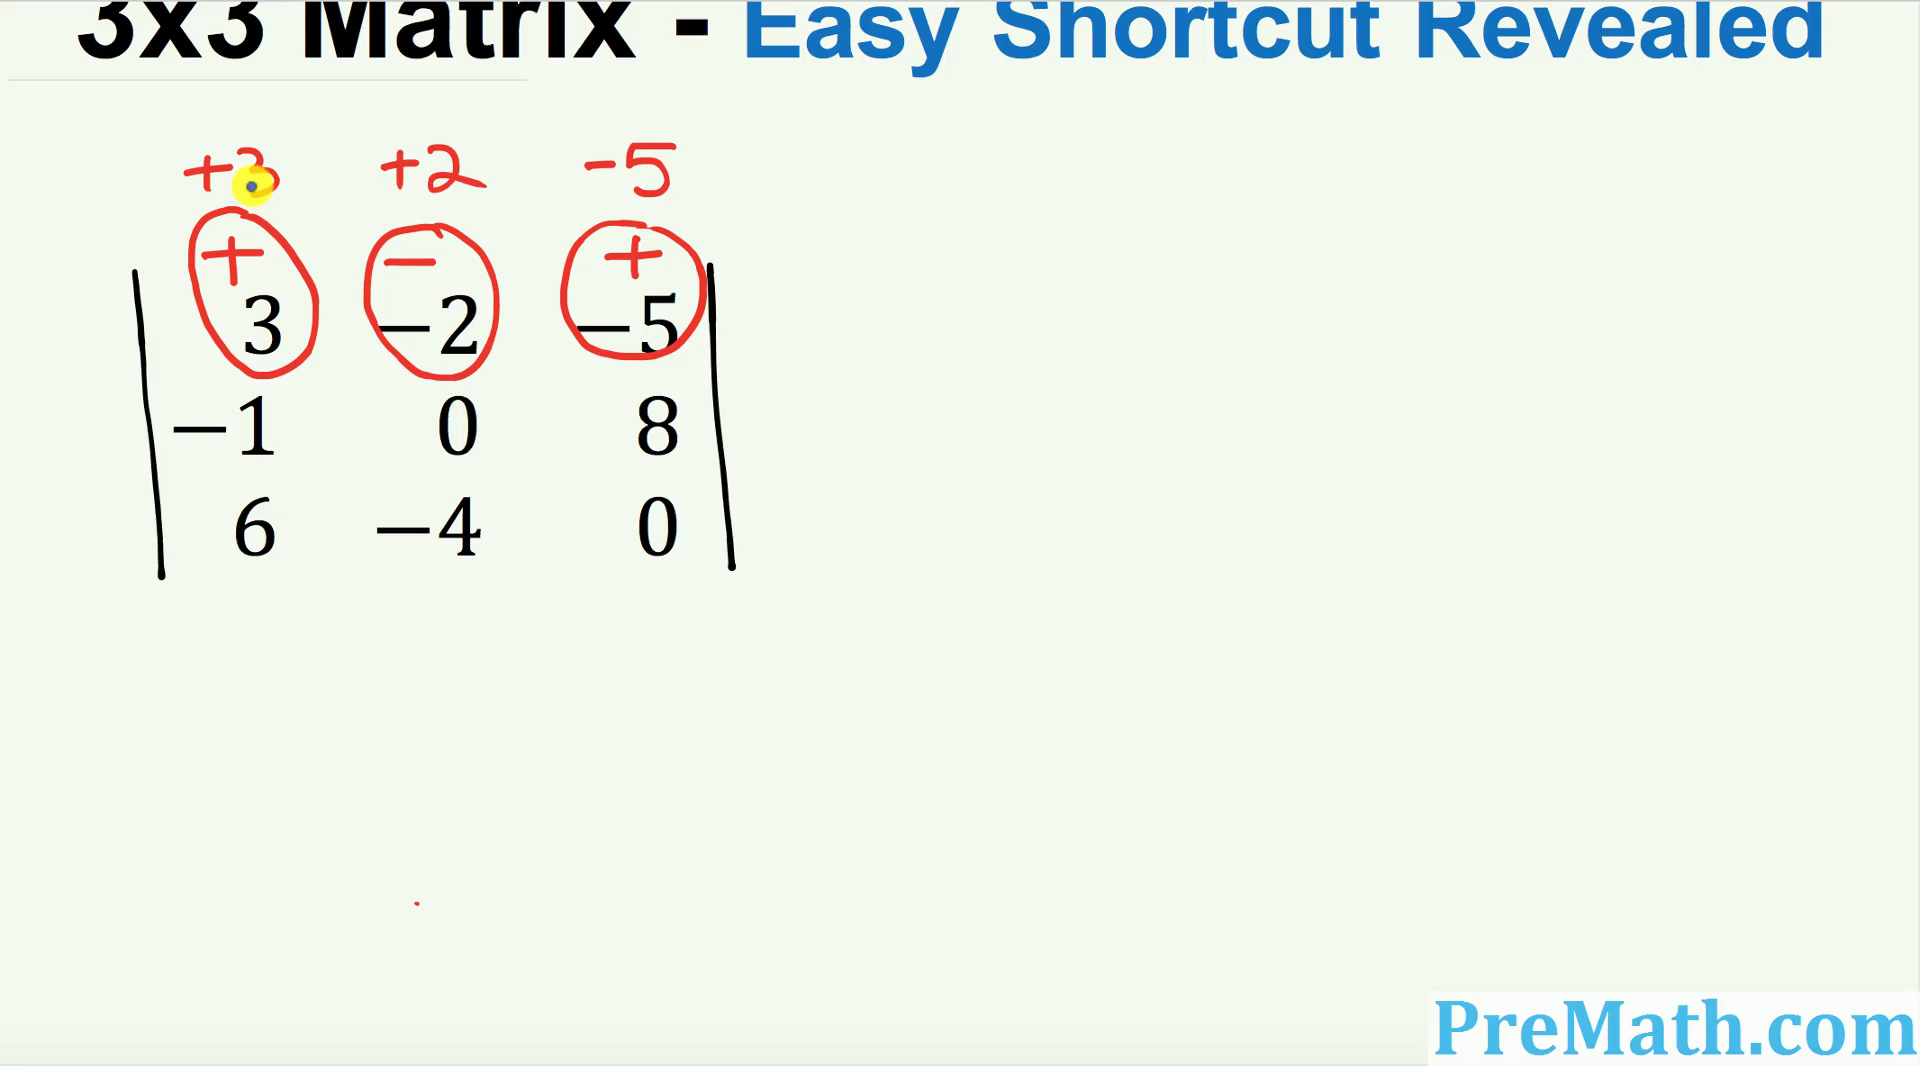 3x3 Matrix - Easy Shortcut Revealed
+3 +2 -5
+ − +
3 −2 −5
−1 0 8
6 −4 0
PreMath.com